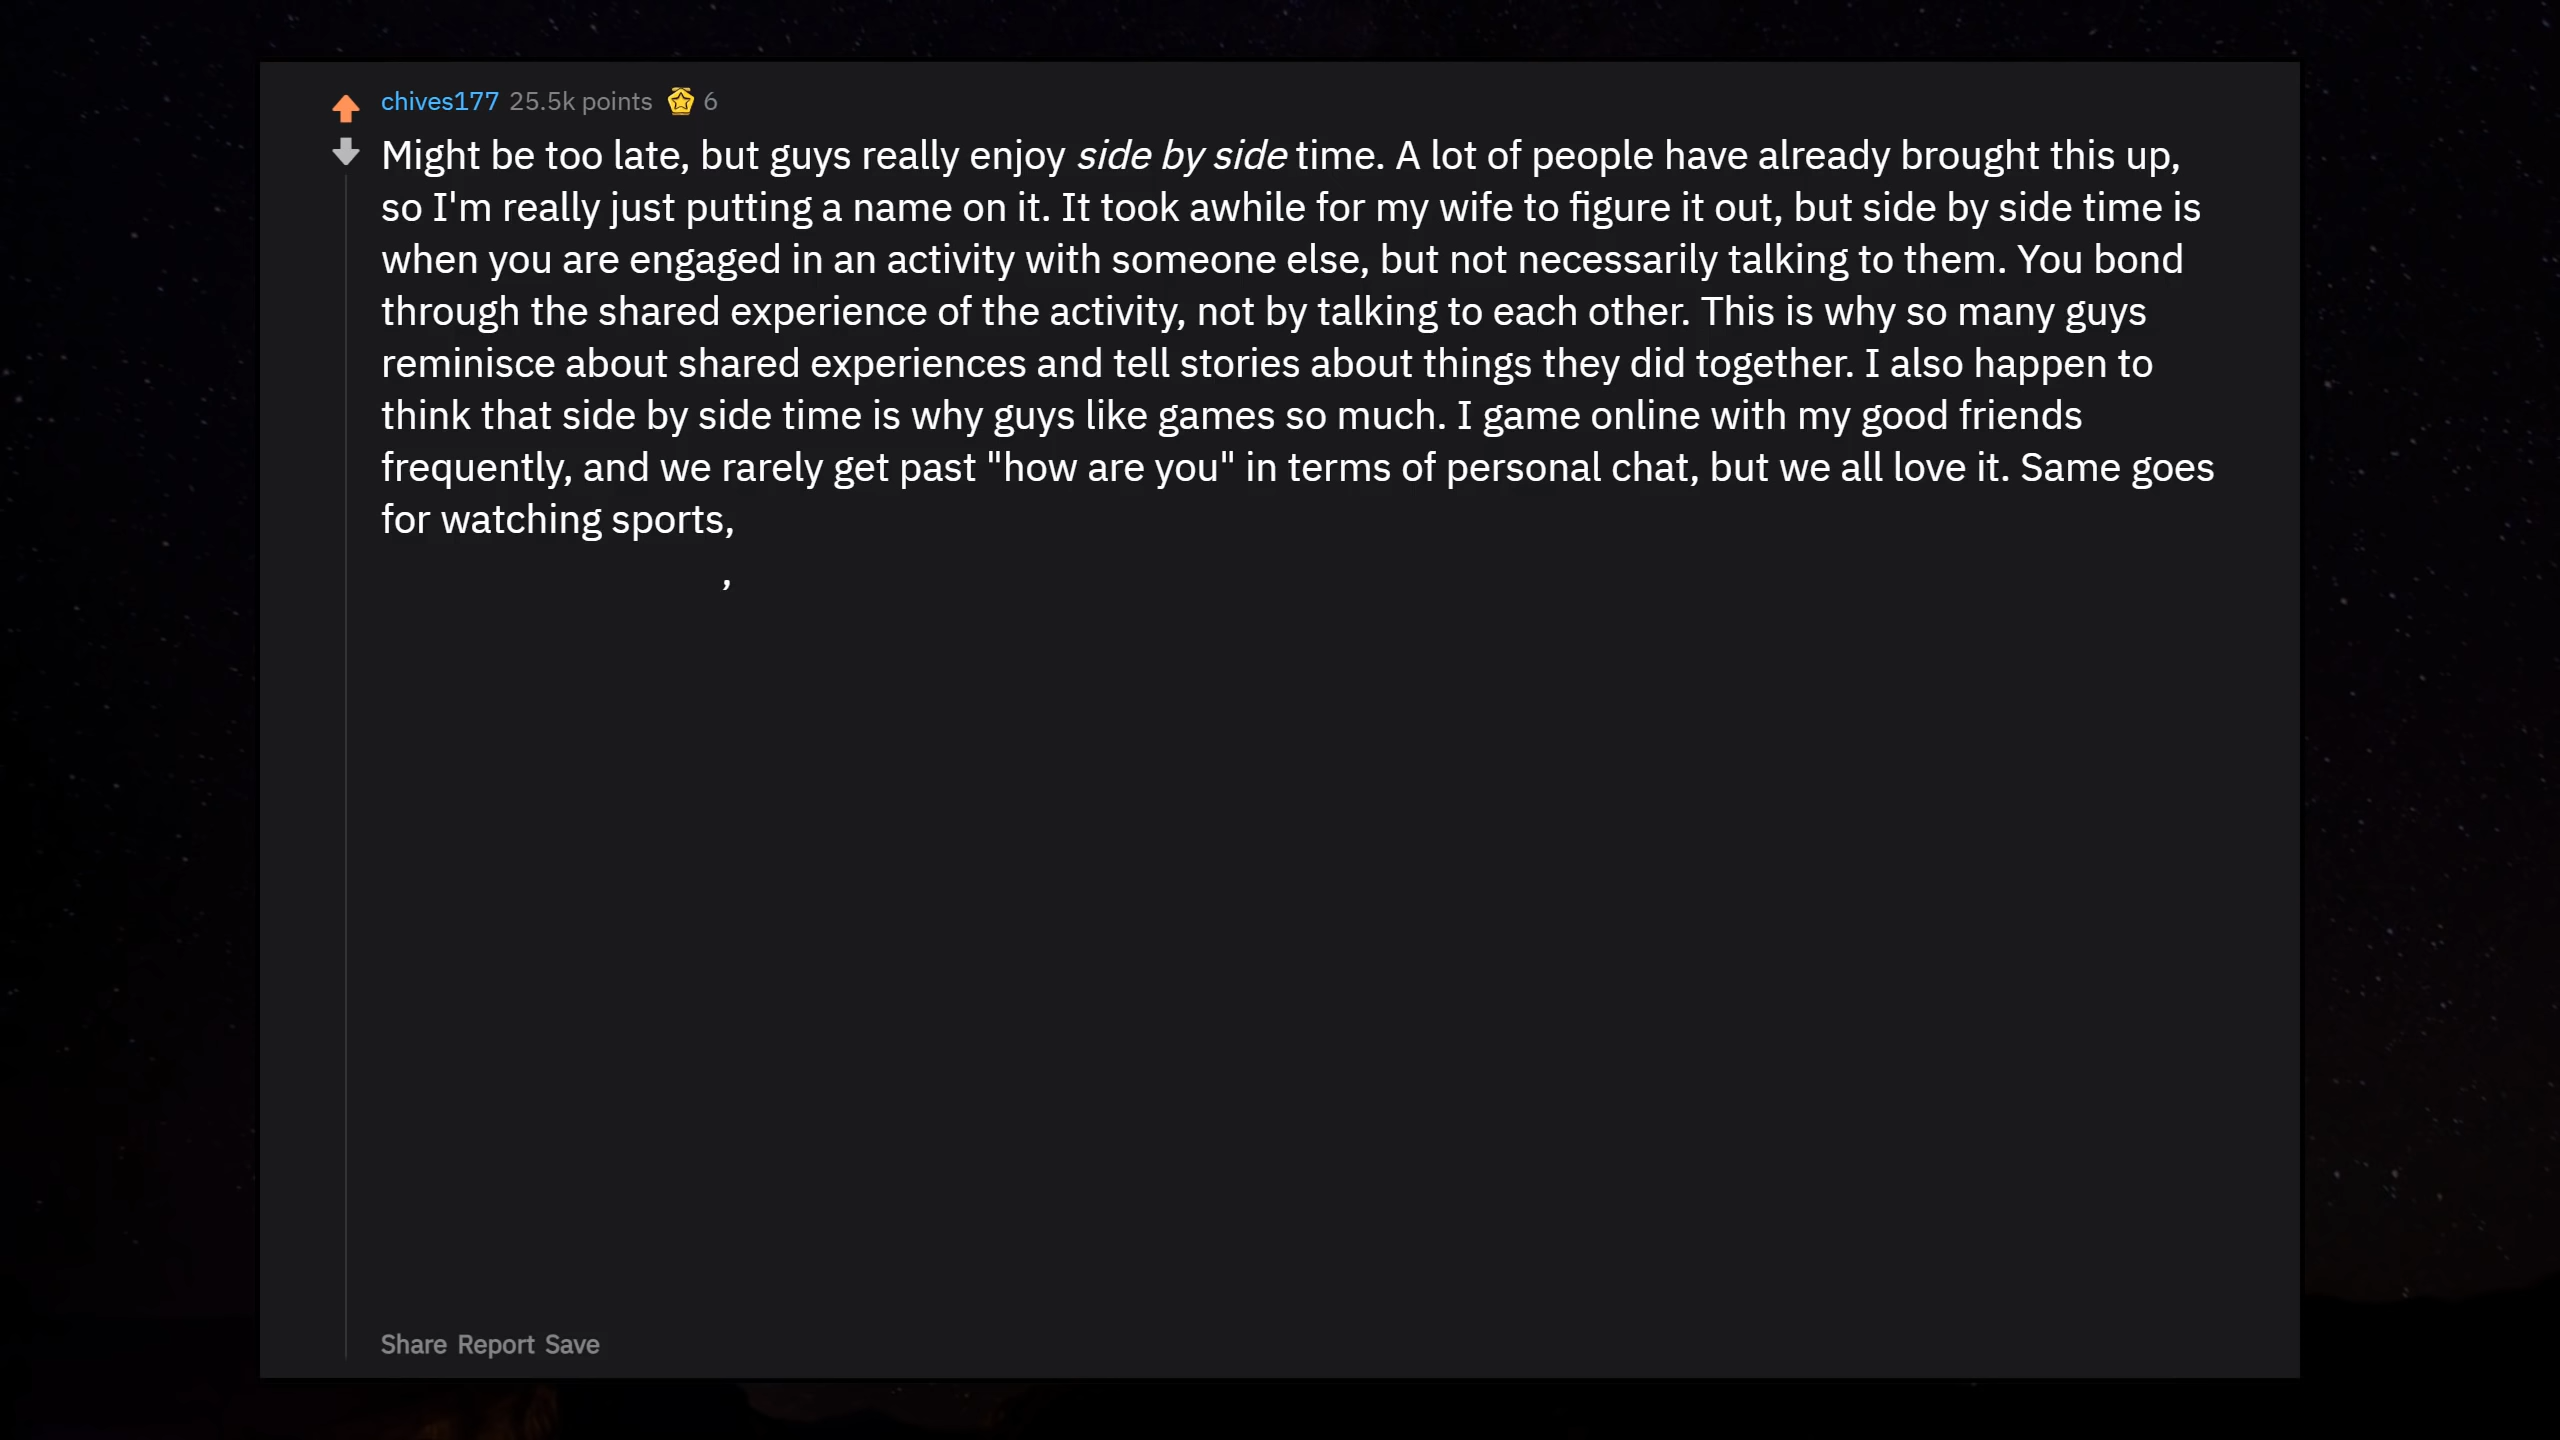 chives177 25.5k points 6
Might be too late, but guys really enjoy side by side time. A lot of people have already brought this up,
so I'm really just putting a name on it. It took awhile for my wife to figure it out, but side by side time is
when you are engaged in an activity with someone else, but not necessarily talking to them. You bond
through the shared experience of the activity, not by talking to each other. This is why so many guys
reminisce about shared experiences and tell stories about things they did together. I also happen to
think that side by side time is why guys like games so much. I game online with my good friends
frequently, and we rarely get past "how are you" in terms of personal chat, but we all love it. Same goes
for watching sports,
,
Share Report Save